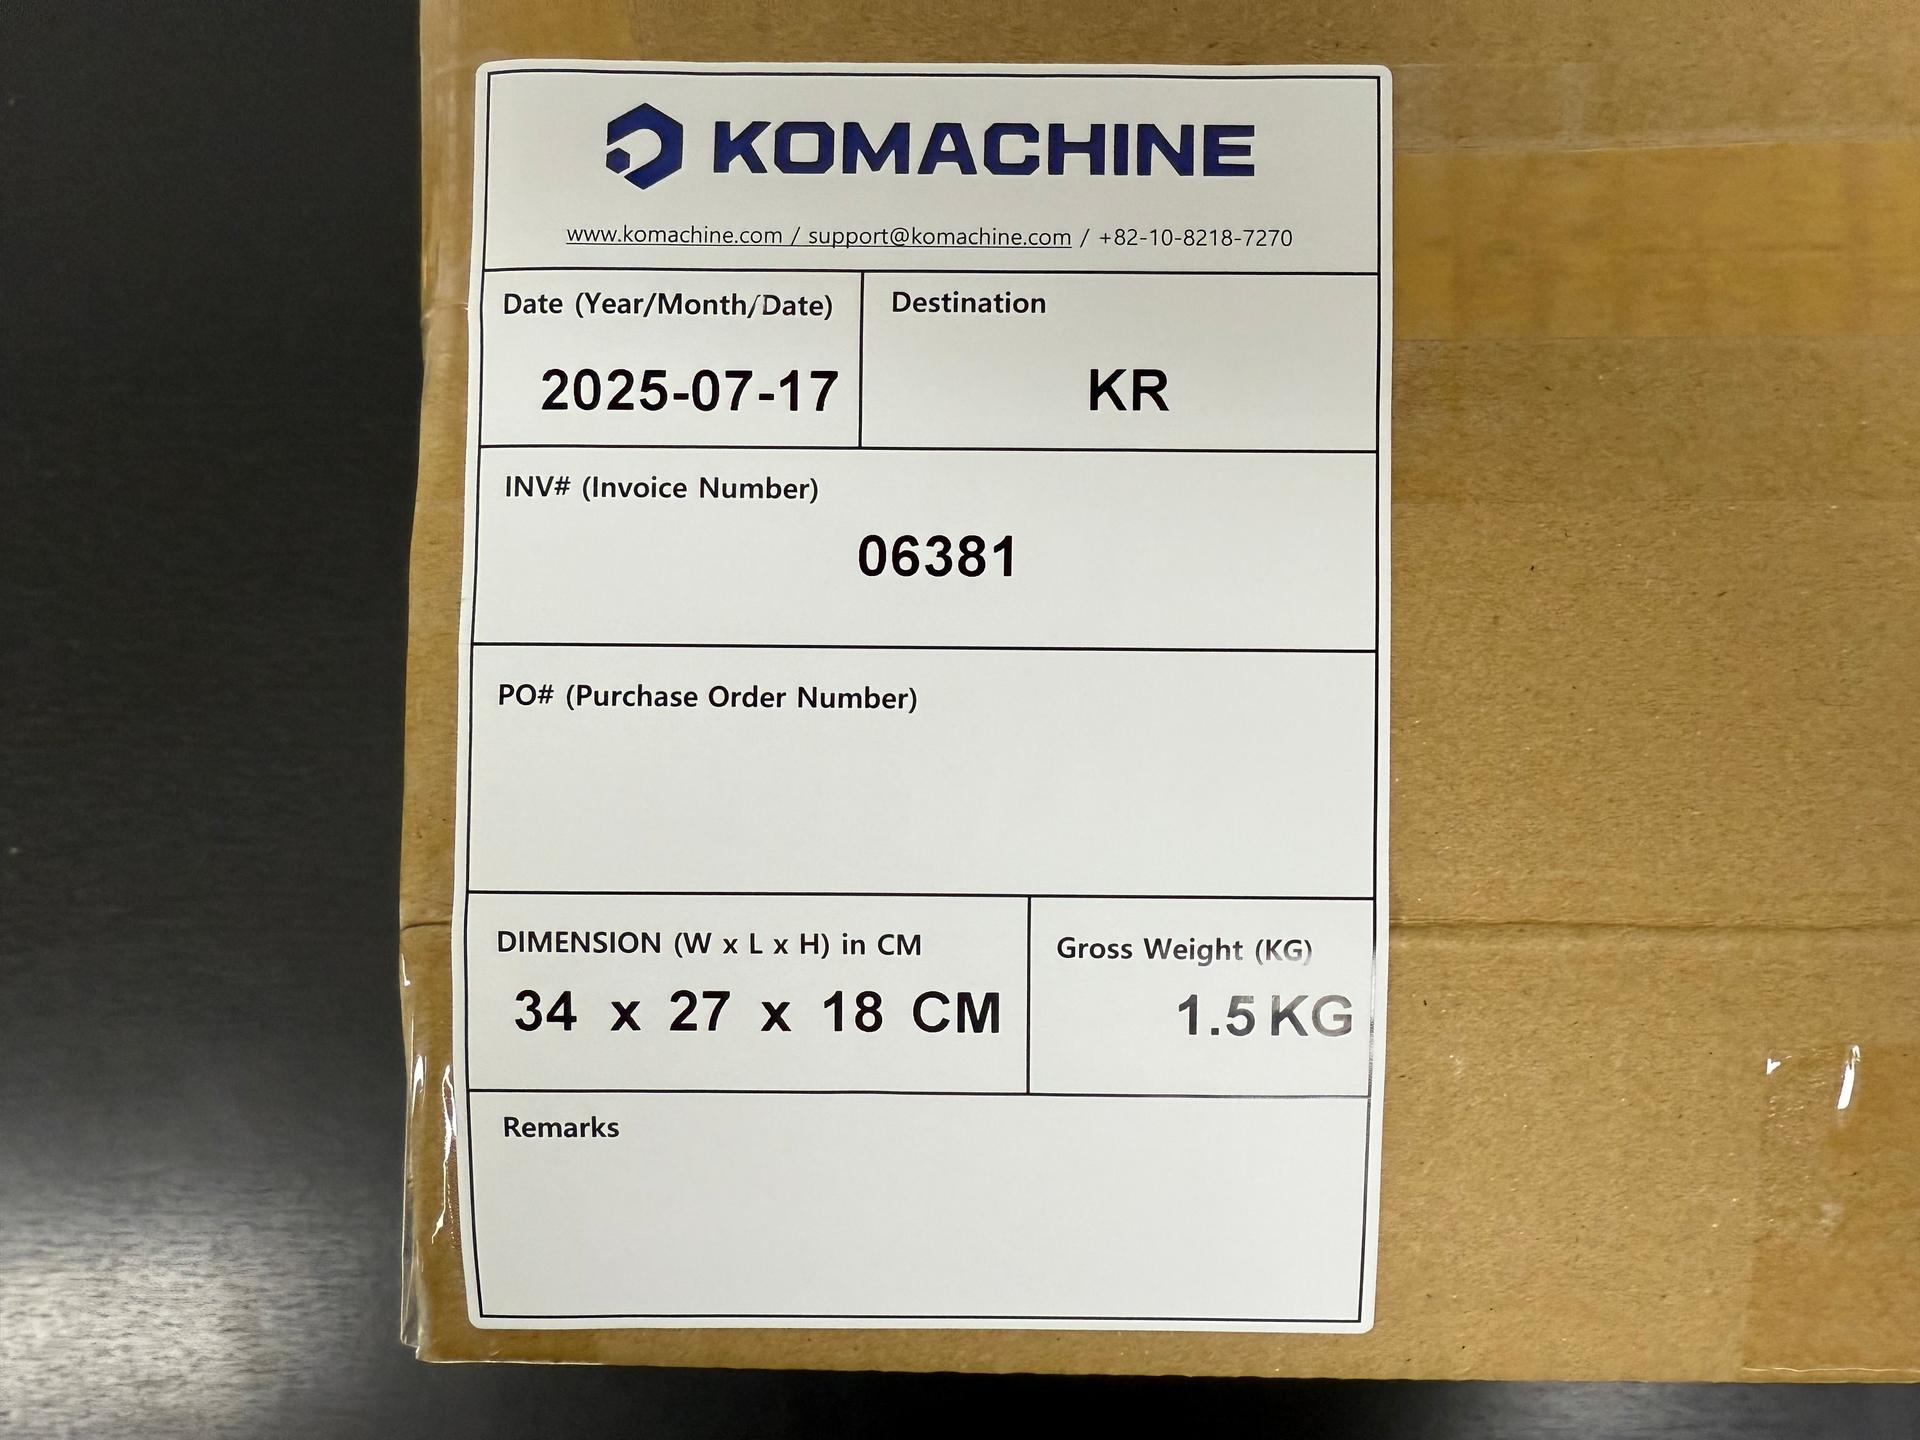 KOMACHINE
www.komachine.com / support@komachine.com / +82-10-8218-7270
Date (Year/Month/Date)
2025-07-17
Destination
KR
INV# (Invoice Number)
06381
PO# (Purchase Order Number)
DIMENSION (W x L x H) in CM
34 x 27 x 18 CM
Gross Weight (KG)
1.5 KG
Remarks